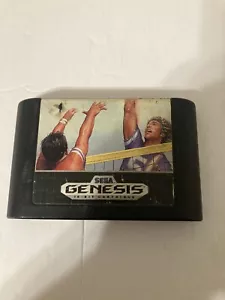 SEGA
GENESIS
16-BIT CARTRIDGE